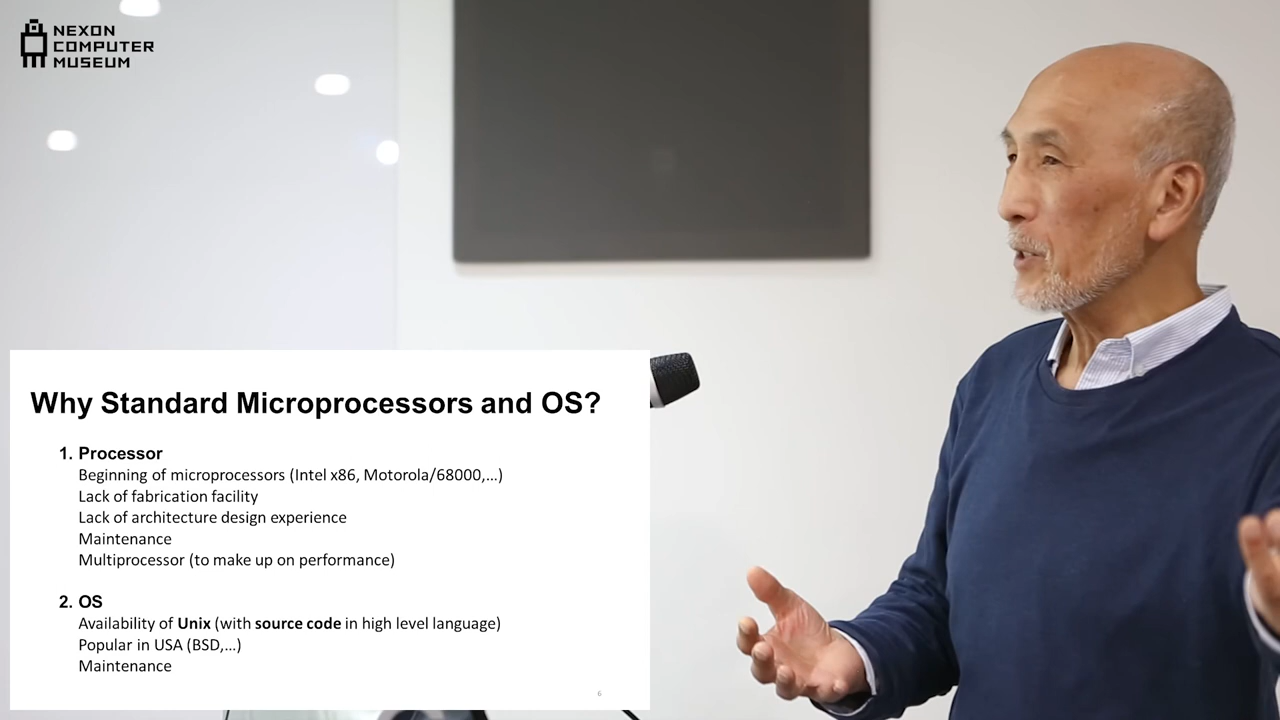 NEXON
COMPUTER
MUSEUM
Why Standard Microprocessors and OS?
1. Processor
Beginning of microprocessors (Intel x86, Motorola/68000,...)
Lack of fabrication facility
Lack of architecture design experience
Maintenance
Multiprocessor (to make up on performance)
2. OS
Availability of Unix (with source code in high level language)
Popular in USA (BSD,...)
Maintenance
6